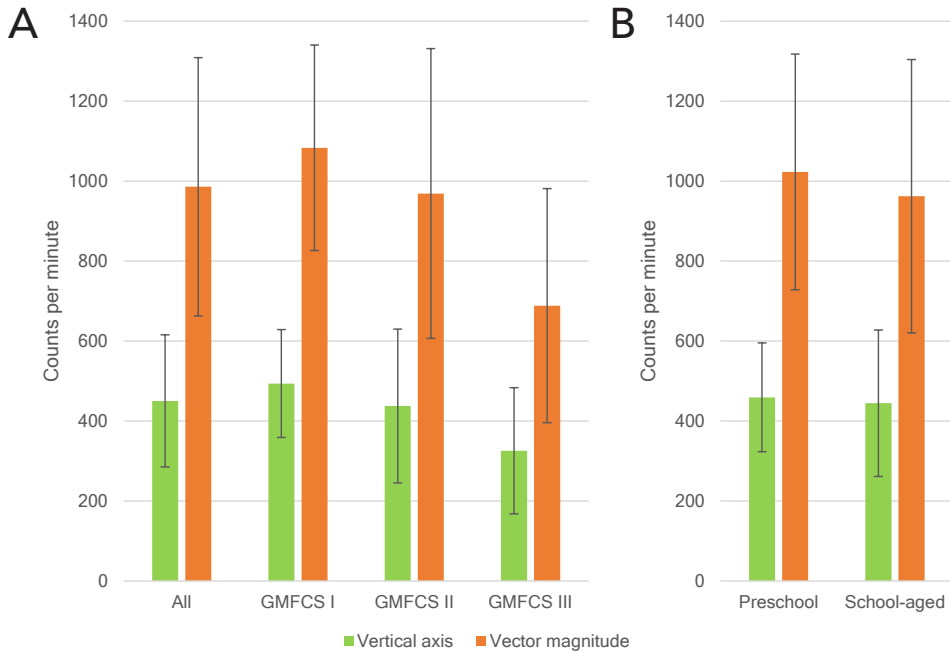 A
B
Counts per minute
1400
1200
1000
800
600
400
200
0
All GMFCS I GMFCS II GMFCS III
Counts per minute
1400
1200
1000
800
600
400
200
0
Preschool School-aged
Vertical axis Vector magnitude